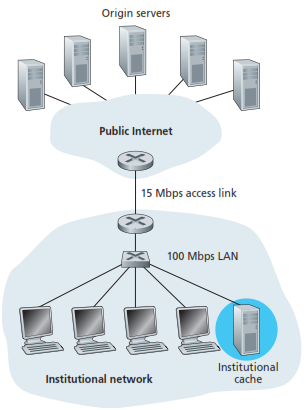 Origin servers
Public Internet
15 Mbps access link
100 Mbps LAN
Institutional
cache
Institutional network